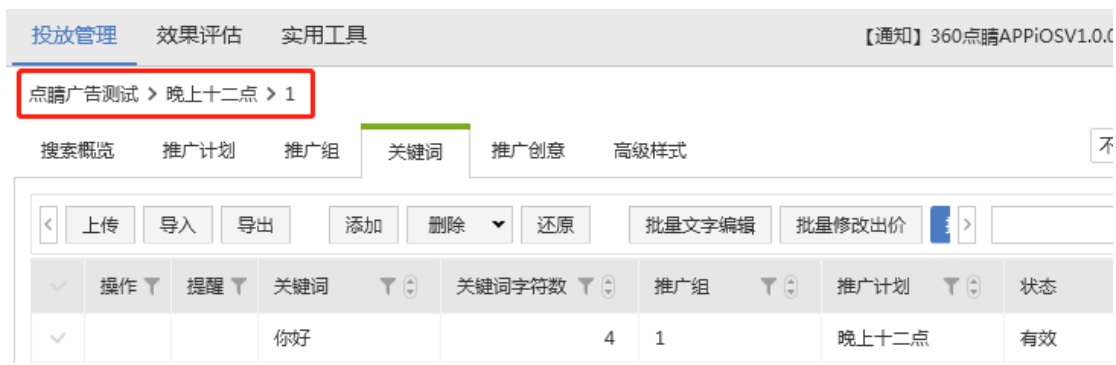 投放管理 效果评估 实用工具 【通知】360点睛APPiOSV1.0.0
点睛广告测试 > 晚上十二点 > 1
搜索概览 推广计划 推广组 关键词 推广创意 高级样式 不
< 上传 导入 导出 添加 删除 还原 批量文字编辑 批量修改出价 >
操作 提醒 关键词 关键词字符数 推广组 推广计划 状态
你好 4 1 晚上十二点 有效